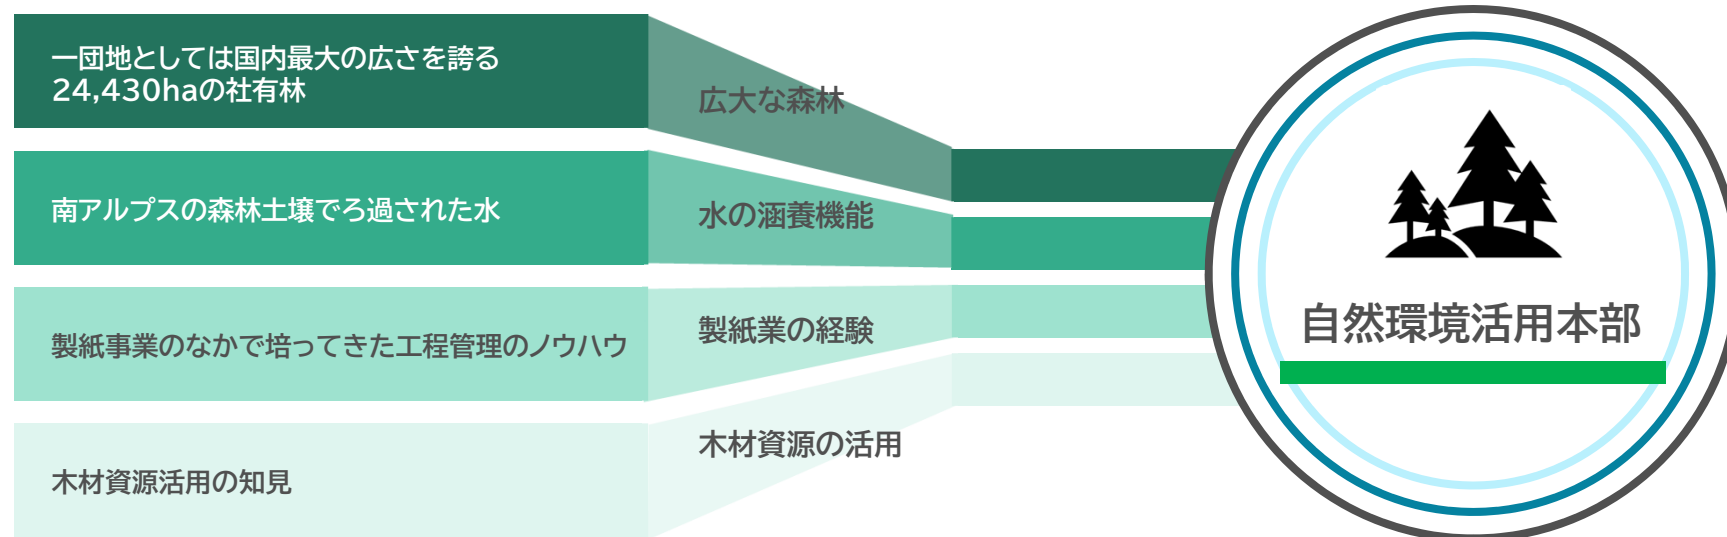 一団地としては国内最大の広さを誇る
24,430haの社有林
広大な森林
南アルプスの森林土壌でろ過された水
水の涵養機能
製紙事業のなかで培ってきた工程管理のノウハウ
製紙業の経験
木材資源活用の知見
木材資源の活用
自然環境活用本部